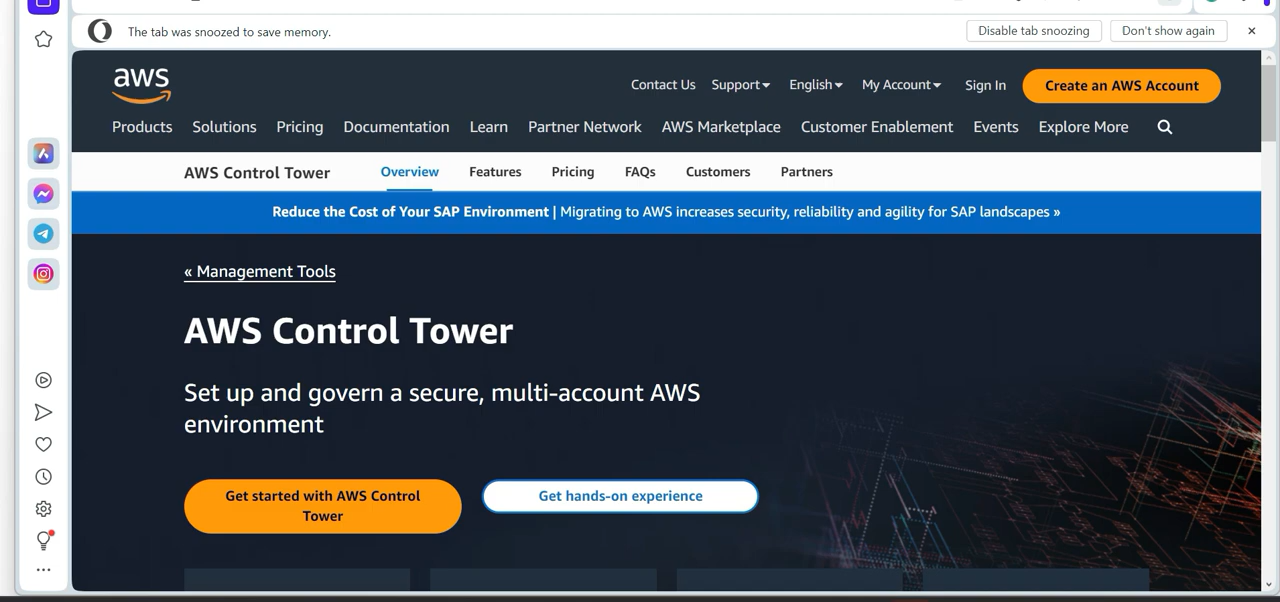 The tab was snoozed to save memory.
Disable tab snoozing
Don't show again
aws
Contact Us
Support
English
My Account
Sign In
Create an AWS Account
Products
Solutions
Pricing
Documentation
Learn
Partner Network
AWS Marketplace
Customer Enablement
Events
Explore More
AWS Control Tower
Overview
Features
Pricing
FAQs
Customers
Partners
Reduce the Cost of Your SAP Environment | Migrating to AWS increases security, reliability and agility for SAP landscapes »
« Management Tools
AWS Control Tower
Set up and govern a secure, multi-account AWS
environment
Get started with AWS Control
Tower
Get hands-on experience